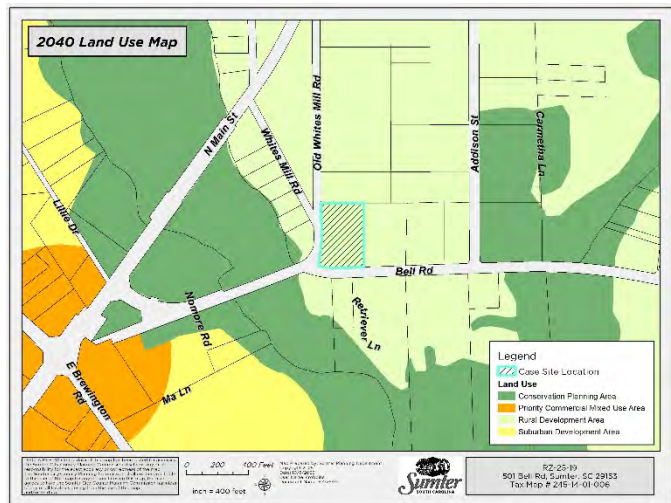 2040 Land Use Map
N Main St
Whites Mill Rd
Old Whites Mill Rd
Addison St
Carmetha Ln
Lillie Dr
Bell Rd
Retriever Ln
Nomore Rd
E Brewington Rd
Ma Ln
Legend
Case Site Location
Land Use
Conservation Planning Area
Priority Commercial Mixed Use Area
Rural Development Area
Suburban Development Area
0 200 400 Feet
inch = 400 feet
Sumter
SOUTH CAROLINA
RZ-25-19
501 Bell Rd, Sumter, SC 29153
Tax Map # 245-14-01-006